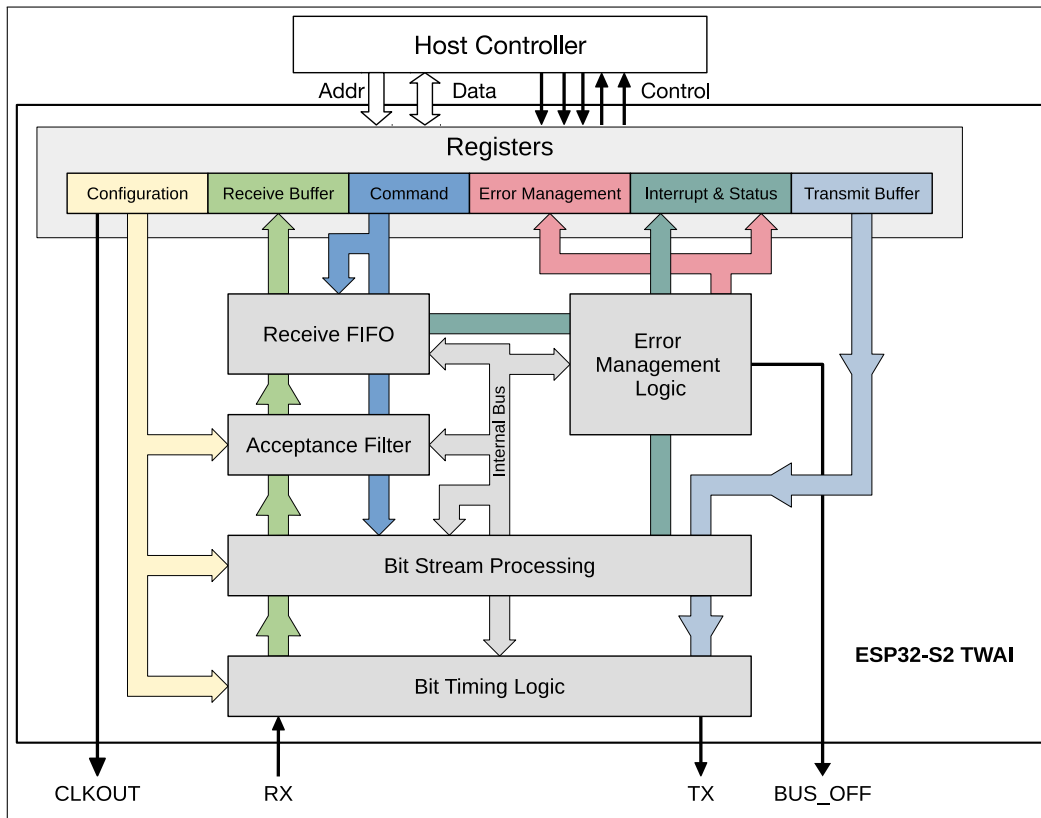 Host Controller
Addr
Data
Control
Registers
Configuration
Receive Buffer
Command
Error Management
Interrupt & Status
Transmit Buffer
Receive FIFO
Error
Management
Logic
Internal Bus
Acceptance Filter
Bit Stream Processing
ESP32-S2 TWAI
Bit Timing Logic
CLKOUT
RX
TX
BUS_OFF